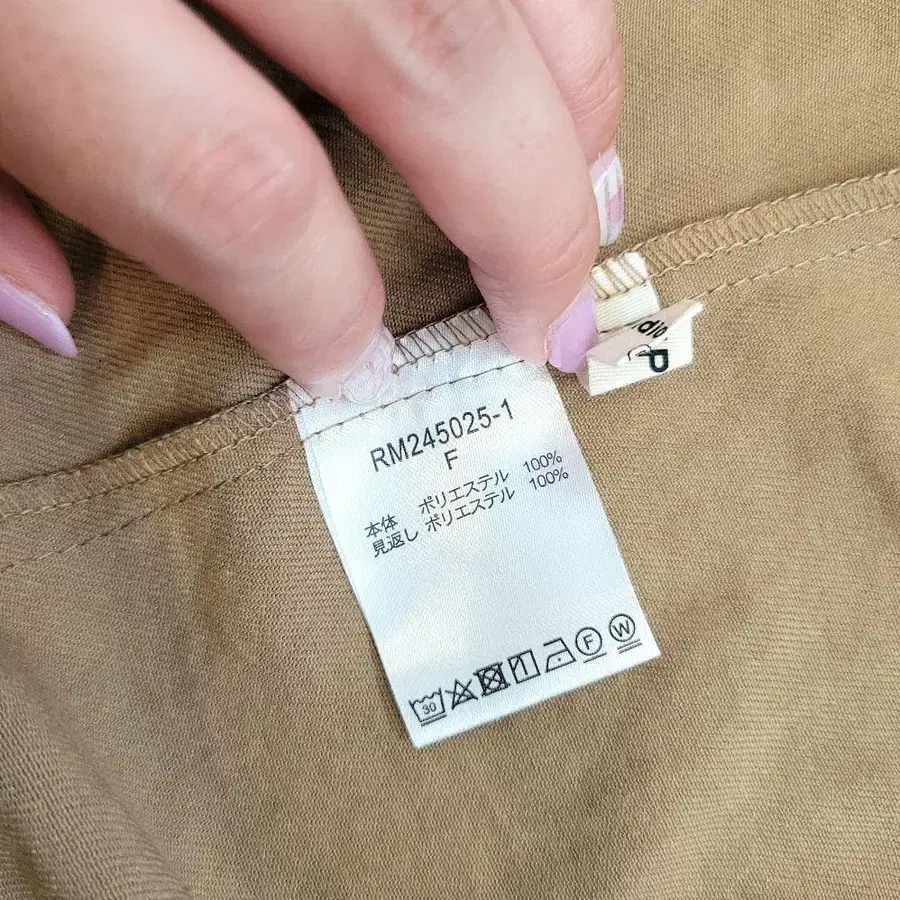 RM245025-1
F
本体 ポリエステル 100%
見返し ポリエステル 100%
30 F W
P